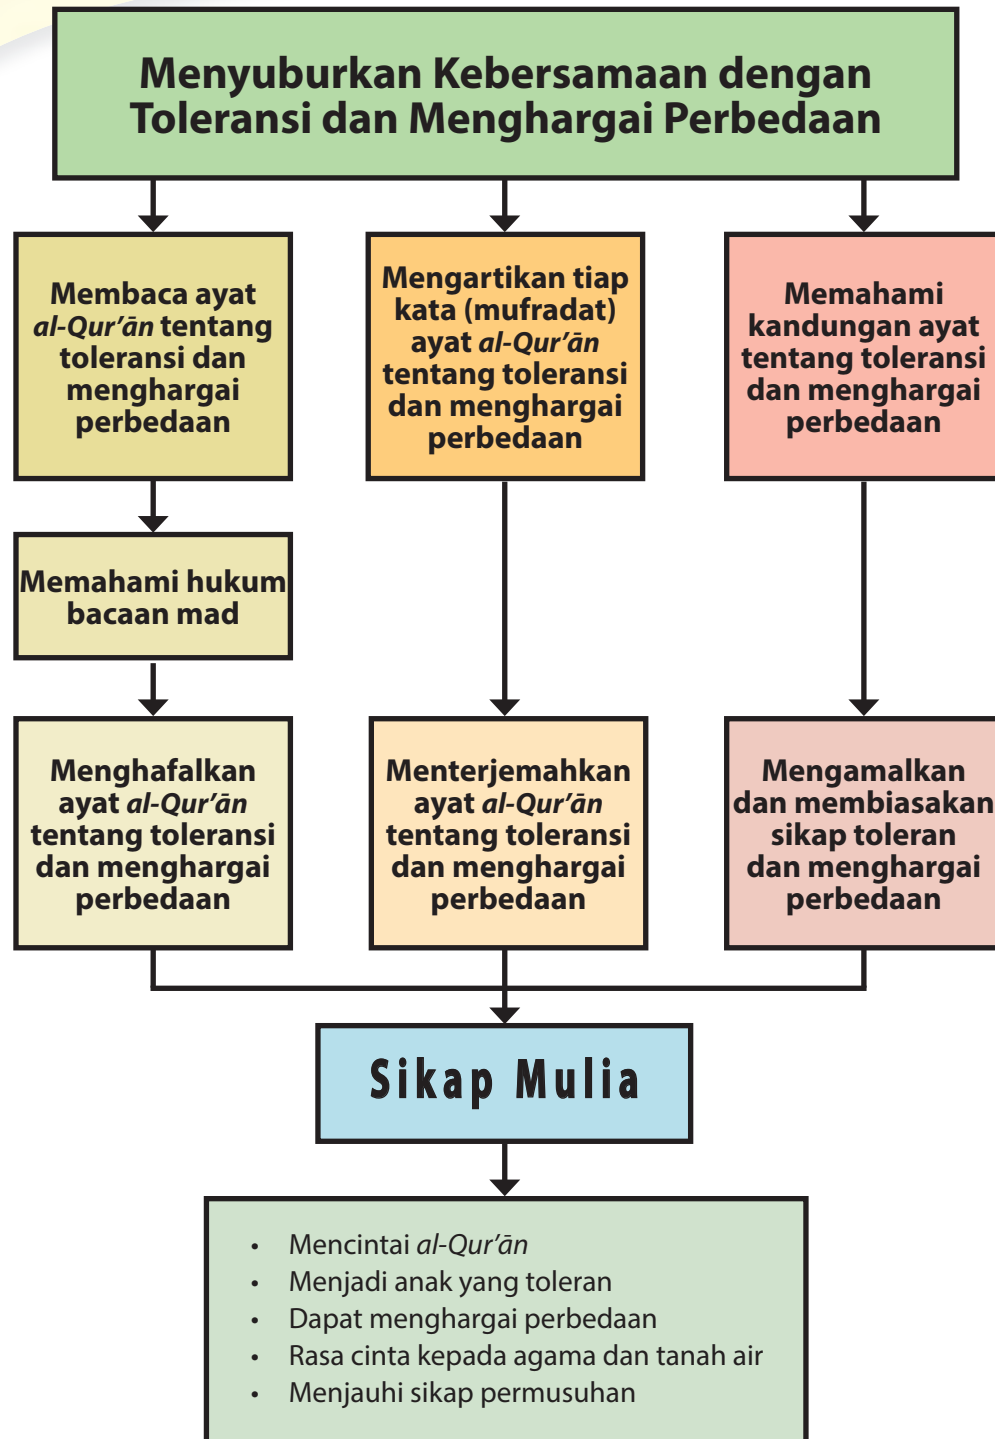 Menyuburkan Kebersamaan dengan
Toleransi dan Menghargai Perbedaan
Membaca ayat
al-Qur’ān tentang
toleransi dan
menghargai
perbedaan
Mengartikan tiap
kata (mufradat)
ayat al-Qur’ān
tentang toleransi
dan menghargai
perbedaan
Memahami
kandungan ayat
tentang toleransi
dan menghargai
perbedaan
Memahami hukum
bacaan mad
Menghafalkan
ayat al-Qur’ān
tentang toleransi
dan menghargai
perbedaan
Menterjemahkan
ayat al-Qur’ān
tentang toleransi
dan menghargai
perbedaan
Mengamalkan
dan membiasakan
sikap toleran
dan menghargai
perbedaan
Sikap Mulia
• Mencintai al-Qur’ān
• Menjadi anak yang toleran
• Dapat menghargai perbedaan
• Rasa cinta kepada agama dan tanah air
• Menjauhi sikap permusuhan